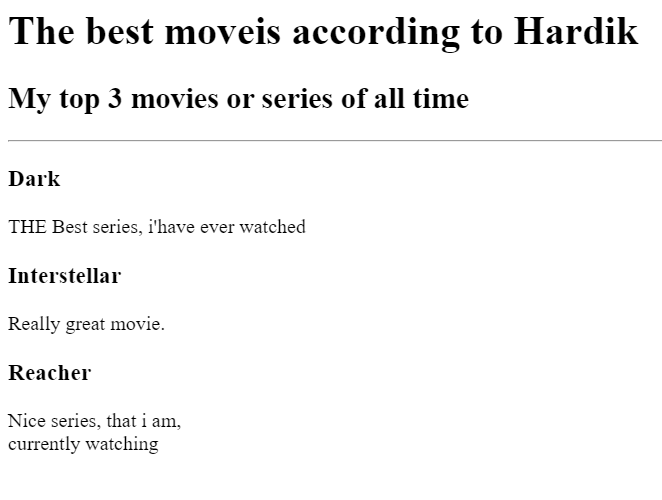 The best moveis according to Hardik
My top 3 movies or series of all time
Dark
THE Best series, i'have ever watched
Interstellar
Really great movie.
Reacher
Nice series, that i am,
currently watching